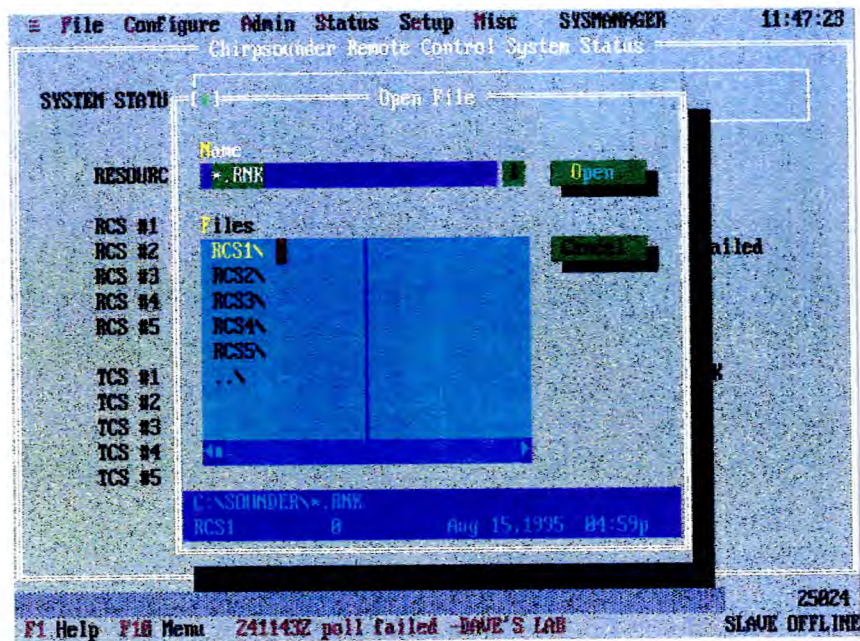 ≡ File Configure Admin Status Setup Misc SYSMANAGER 11:47:23
Chirpsounder Remote Control System Status
SYSTEM STATU
Open File
Name
*.RNK
Open
RESOURC
Files
Cancel
RCS #1
RCS #2
RCS #3
RCS #4
RCS #5
RCS1\
RCS2\
RCS3\
RCS4\
RCS5\
..\
ailed
TCS #1
TCS #2
TCS #3
TCS #4
TCS #5
K
C:\SOUNDER\*.RNK
RCS1 0 Aug 15,1995 04:59p
25024
F1 Help F10 Menu 241143Z poll failed -DAVE'S LAB SLAVE OFFLINE